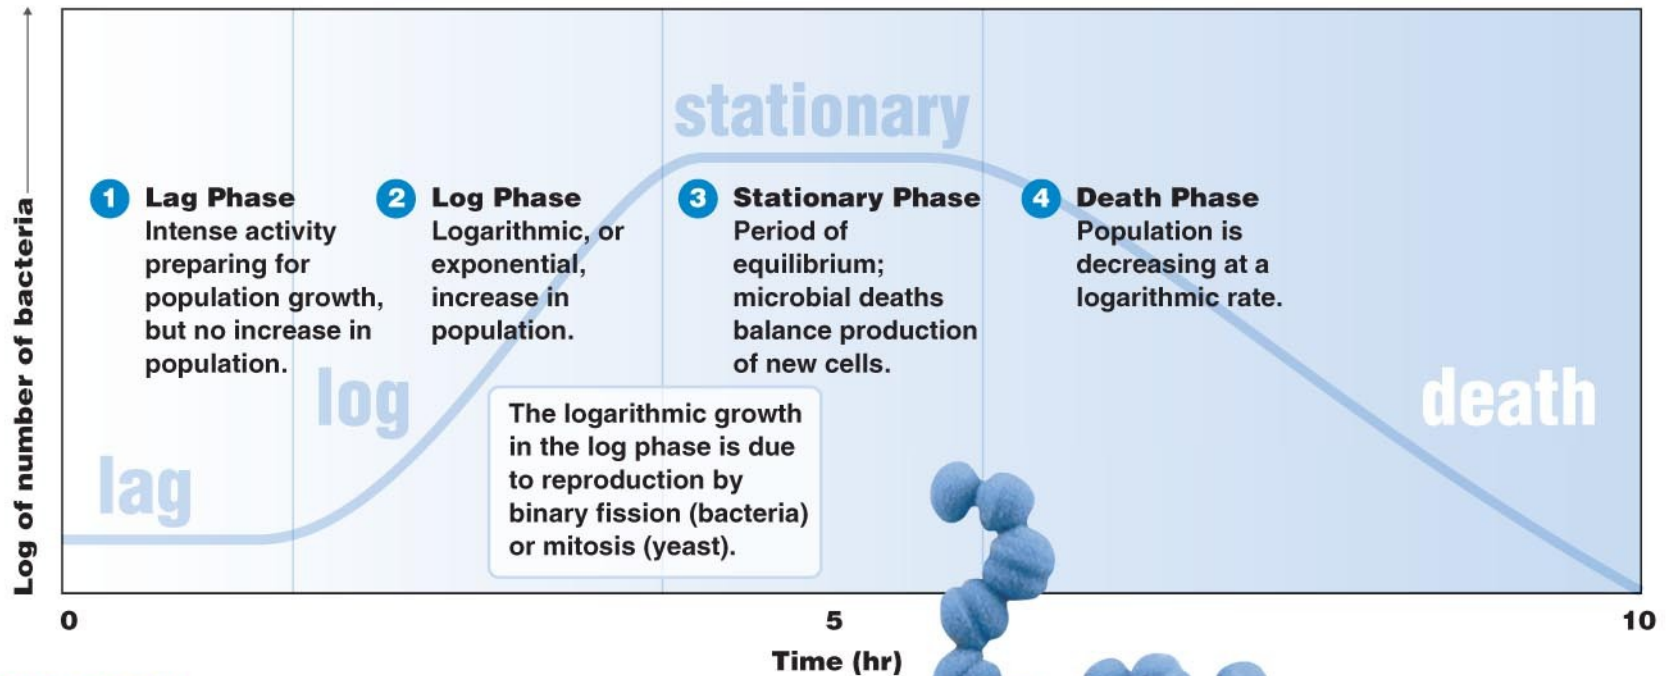 stationary
1 Lag Phase
Intense activity
preparing for
population growth,
but no increase in
population.
2 Log Phase
Logarithmic, or
exponential,
increase in
population.
3 Stationary Phase
Period of
equilibrium;
microbial deaths
balance production
of new cells.
4 Death Phase
Population is
decreasing at a
logarithmic rate.
log
lag
death
The logarithmic growth
in the log phase is due
to reproduction by
binary fission (bacteria)
or mitosis (yeast).
Log of number of bacteria
0
5
10
Time (hr)